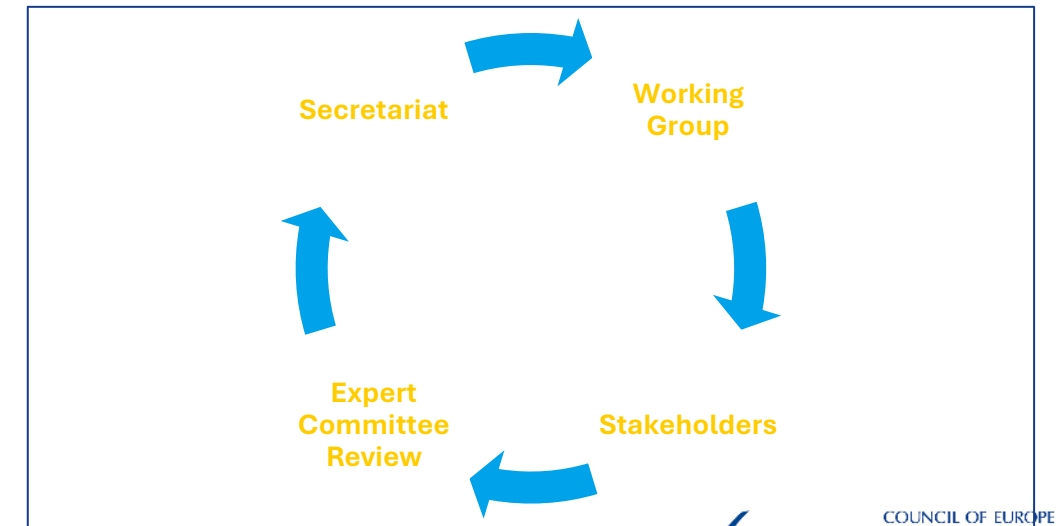 Secretariat
Working
Group
Expert
Committee
Review
Stakeholders
COUNCIL OF EUROPE